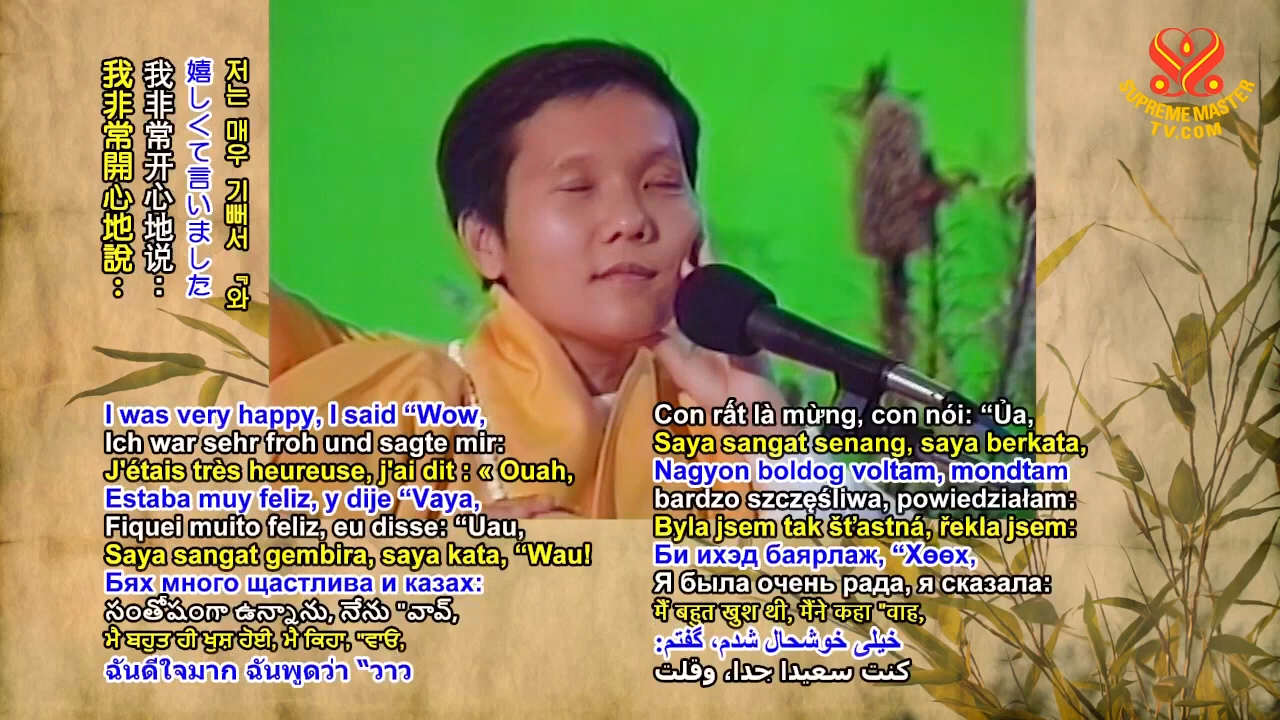 저는 매우 기뻐서 『와
嬉しくて言いました
我非常开心地说：
我非常開心地說：
SUPREME MASTER
TV.COM
I was very happy, I said “Wow,
Ich war sehr froh und sagte mir:
J'étais très heureuse, j'ai dit : « Ouah,
Estaba muy feliz, y dije “Vaya,
Fiquei muito feliz, eu disse: “Uau,
Saya sangat gembira, saya kata, “Wau!
Бях много щастлива и казах:
సంతోషంగా ఉన్నాను, నేను "వావ్,
ਮੈਂ ਬਹੁਤ ਹੀ ਖੁਸ਼ ਹੋਈ, ਮੈਂ ਕਿਹਾ, "ਵਾਓ,
ฉันดีใจมาก ฉันพูดว่า “วาว
Con rất là mừng, con nói: “Ủa,
Saya sangat senang, saya berkata,
Nagyon boldog voltam, mondtam
bardzo szczęśliwa, powiedziałam:
Byla jsem tak šťastná, řekla jsem:
Би ихэд баярлаж, “Хөөх,
Я была очень рада, я сказала:
मैं बहुत खुश थी, मैंने कहा "वाह,
خیلی خوشحال شدم، گفتم:
كنت سعيدا جدا، وقلت